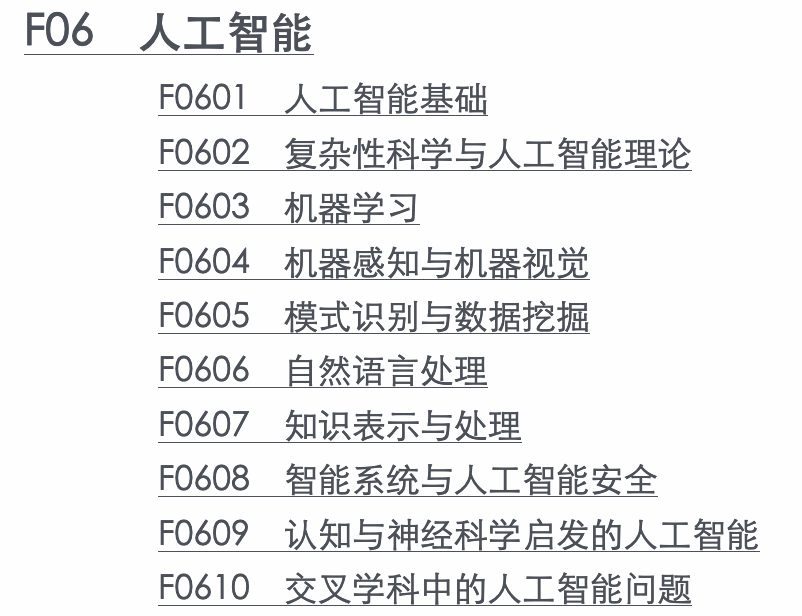 F06 人工智能
F0601 人工智能基础
F0602 复杂性科学与人工智能理论
F0603 机器学习
F0604 机器感知与机器视觉
F0605 模式识别与数据挖掘
F0606 自然语言处理
F0607 知识表示与处理
F0608 智能系统与人工智能安全
F0609 认知与神经科学启发的人工智能
F0610 交叉学科中的人工智能问题